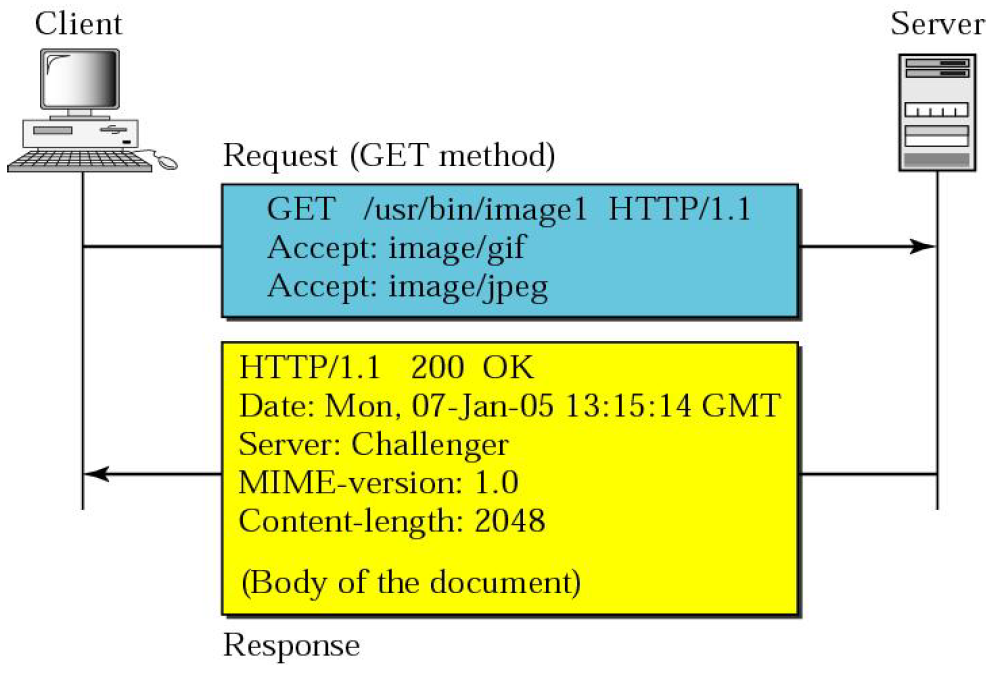 Client
Server
Request (GET method)
GET /usr/bin/image1 HTTP/1.1
Accept: image/gif
Accept: image/jpeg
HTTP/1.1 200 OK
Date: Mon, 07-Jan-05 13:15:14 GMT
Server: Challenger
MIME-version: 1.0
Content-length: 2048
(Body of the document)
Response